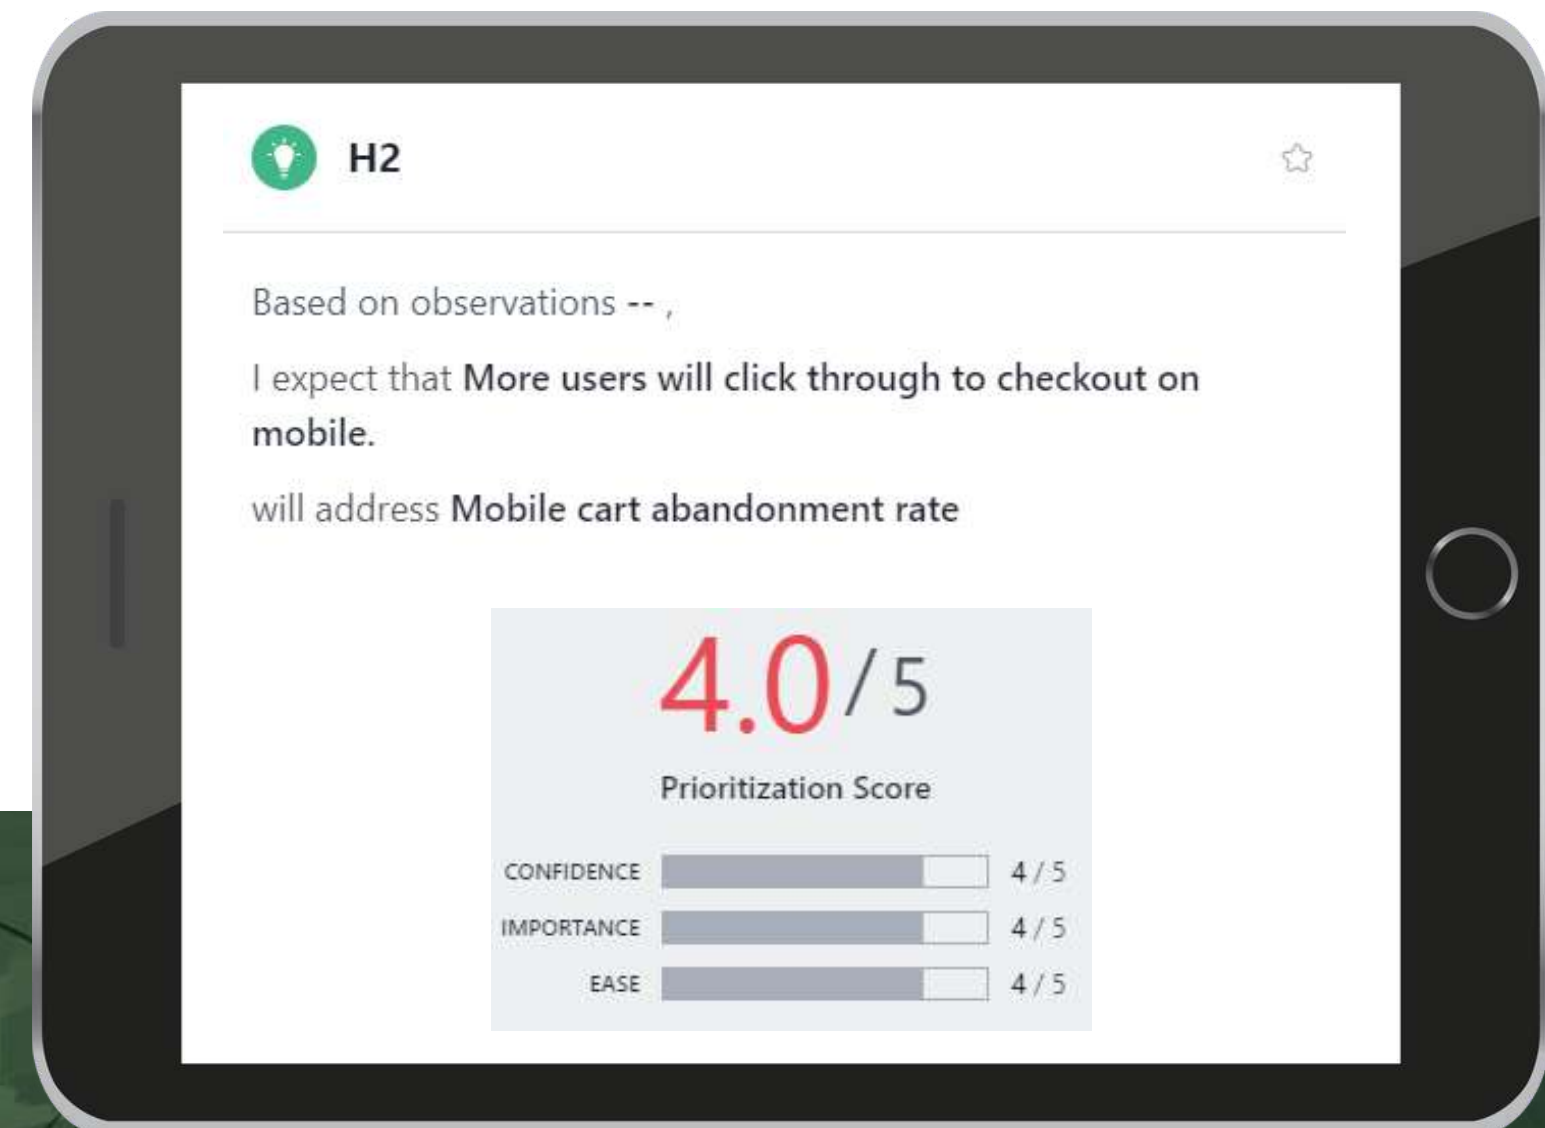 H2
Based on observations -- ,
I expect that More users will click through to checkout on
mobile.
will address Mobile cart abandonment rate
4.0/5
Prioritization Score
CONFIDENCE 4 / 5
IMPORTANCE 4 / 5
EASE 4 / 5